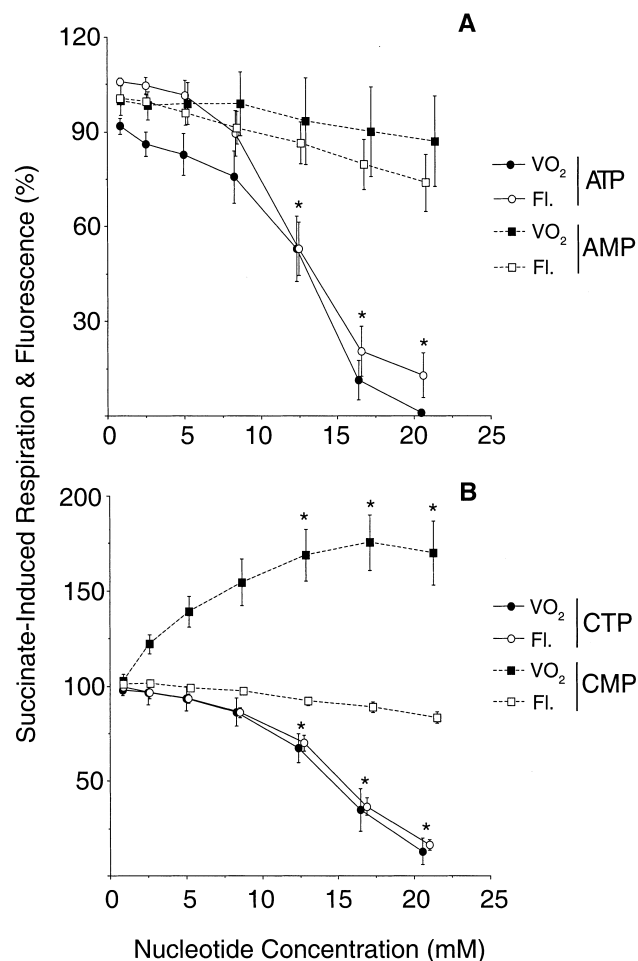 A
120
90
60
30
0
5
10
15
20
25
*
*
*
VO₂
Fl.
ATP
VO₂
Fl.
AMP
Succinate-Induced Respiration & Fluorescence (%)
B
200
150
100
50
0
5
10
15
20
25
*
*
*
*
*
*
VO₂
Fl.
CTP
VO₂
Fl.
CMP
Nucleotide Concentration (mM)